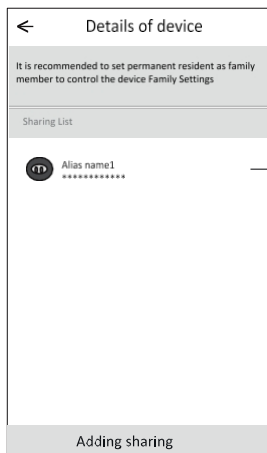 Details of device
It is recommended to set permanent resident as family
member to control the device Family Settings
Sharing List
Alias name1
************
Adding sharing